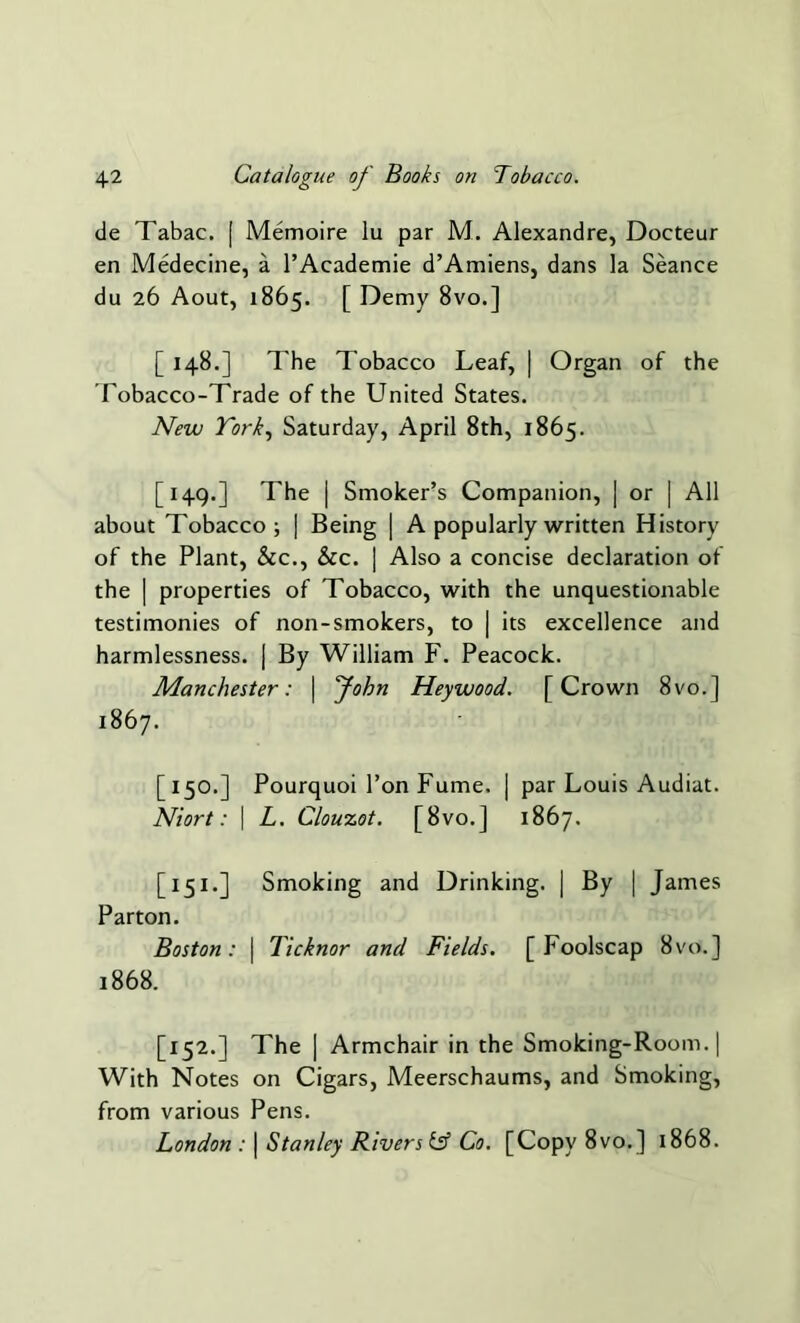 42 Catalogue of Books on Tobacco.
de Tabac. | Mémoire lu par M. Alexandre, Docteur
en Médecine, à l’Academie d’Amiens, dans la Sèance
du 26 Aout, 1865. [ Demy 8vo.]
[ 148.] The Tobacco Leaf, | Organ of the
Tobacco-Trade of the United States.
New York, Saturday, April 8th, 1865.
[149.] The | Smoker’s Companion, | or | All
about Tobacco ; | Being | A popularly written History
of the Plant, &c., &c. | Also a concise declaration of
the | properties of Tobacco, with the unquestionable
testimonies of non-smokers, to | its excellence and
harmlessness. | By William F. Peacock.
Manchester : | John Heywood. [ Crown 8vo.]
1867.
[150.] Pourquoi l’on Fume. | par Louis Audiat.
Niort : | L. Clouzot. [8vo.] 1867.
[151.] Smoking and Drinking. | By | James
Parton.
Boston : | Ticknor and Fields. [ Foolscap 8vo.]
1868.
[152.] The | Armchair in the Smoking-Room. |
With Notes on Cigars, Meerschaums, and Smoking,
from various Pens.
London : | Stanley Rivers & Co. [Copy 8vo.] 1868.